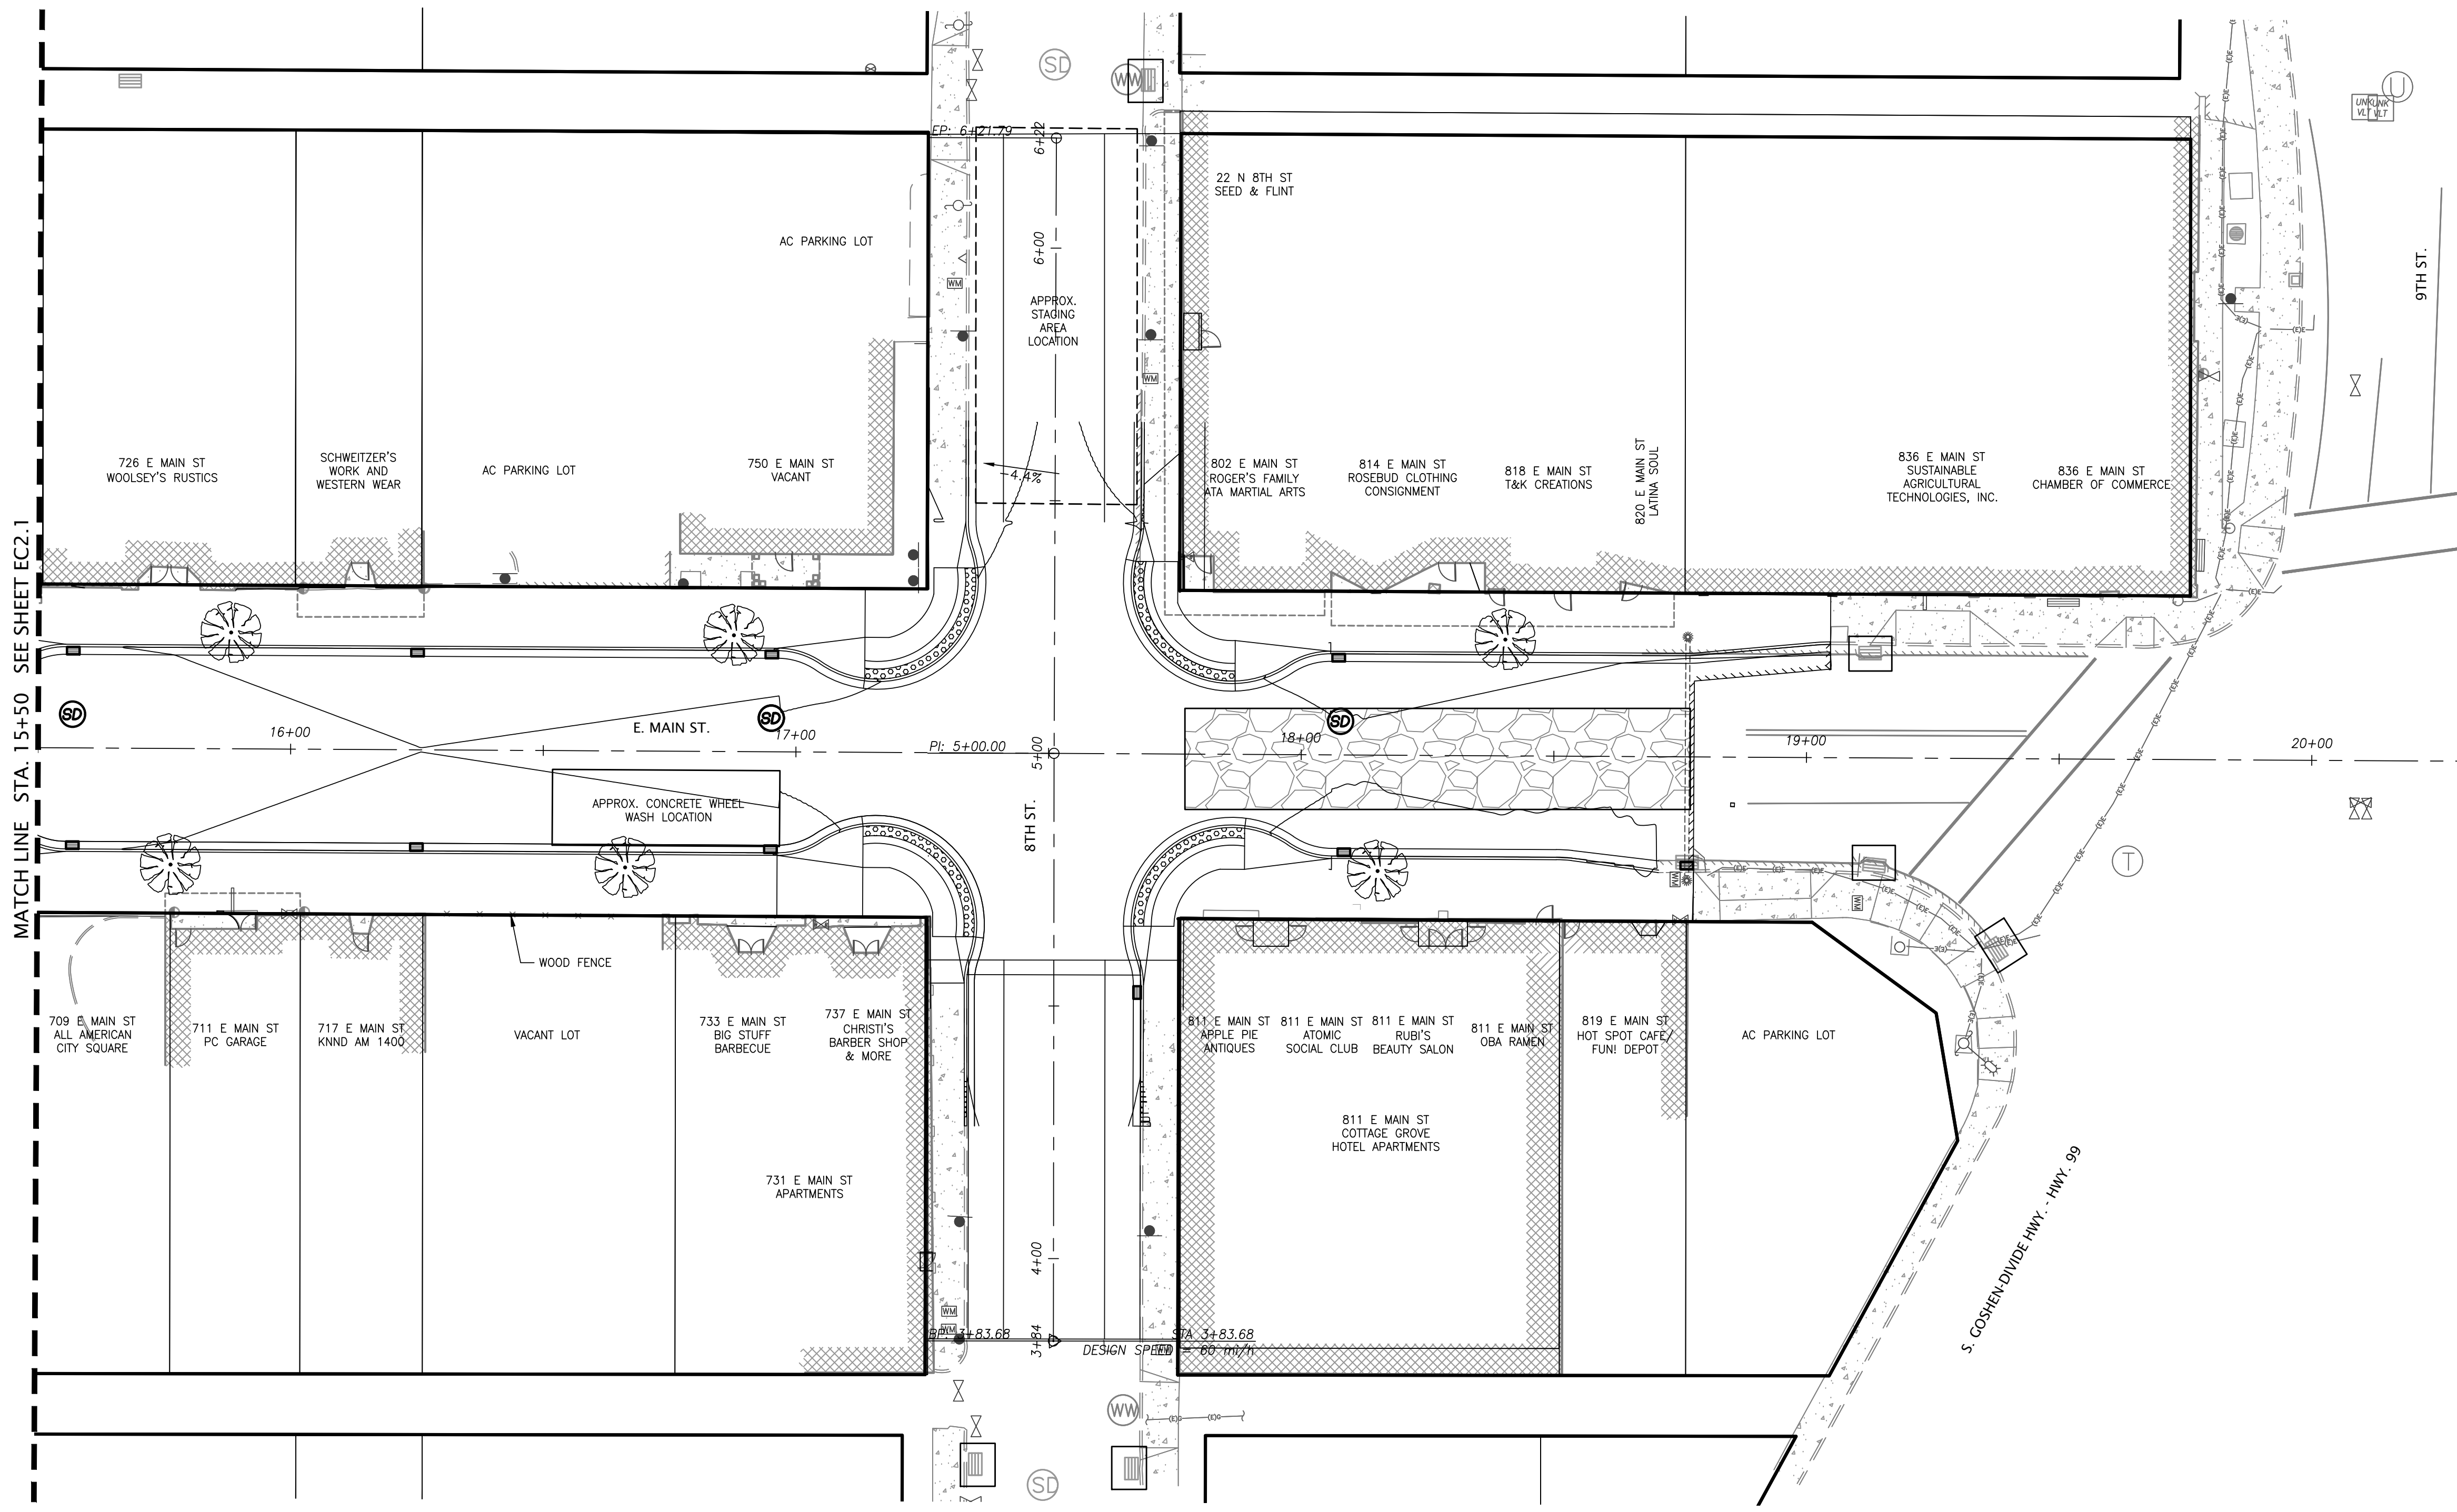 SD
WW
U
UNK
VLT
UNK
VLT
EP: 6+21.79
6+22
22 N 8TH ST
SEED & FLINT
AC PARKING LOT
6+00
9TH ST.
WM
APPROX.
STAGING
AREA
LOCATION
WM
726 E MAIN ST
WOOLSEY'S RUSTICS
SCHWEITZER'S
WORK AND
WESTERN WEAR
AC PARKING LOT
750 E MAIN ST
VACANT
-4.4%
802 E MAIN ST
ROGER'S FAMILY
ATA MARTIAL ARTS
814 E MAIN ST
ROSEBUD CLOTHING
CONSIGNMENT
818 E MAIN ST
T&K CREATIONS
820 E MAIN ST
LATINA SOUL
836 E MAIN ST
SUSTAINABLE
AGRICULTURAL
TECHNOLOGIES, INC.
836 E MAIN ST
CHAMBER OF COMMERCE
MATCH LINE STA. 15+50 SEE SHEET EC2.1
SD
SD
SD
16+00
E. MAIN ST.
17+00
PI: 5+00.00
5+00
18+00
19+00
20+00
APPROX. CONCRETE WHEEL
WASH LOCATION
8TH ST.
T
WM
WM
WOOD FENCE
709 E MAIN ST
ALL AMERICAN
CITY SQUARE
711 E MAIN ST
PC GARAGE
717 E MAIN ST
KNND AM 1400
VACANT LOT
733 E MAIN ST
BIG STUFF
BARBECUE
737 E MAIN ST
CHRISTI'S
BARBER SHOP
& MORE
811 E MAIN ST
APPLE PIE
ANTIQUES
811 E MAIN ST
ATOMIC
SOCIAL CLUB
811 E MAIN ST
RUBI'S
BEAUTY SALON
811 E MAIN ST
OBA RAMEN
819 E MAIN ST
HOT SPOT CAFE/
FUN! DEPOT
AC PARKING LOT
811 E MAIN ST
COTTAGE GROVE
HOTEL APARTMENTS
731 E MAIN ST
APARTMENTS
S. GOSHEN-DIVIDE HWY. - HWY. 99
4+00
WM
WM
BP: 3+83.68
3+84
STA 3+83.68
DESIGN SPEED = 60 mi/h
WW
(E)G
(E)G
SD